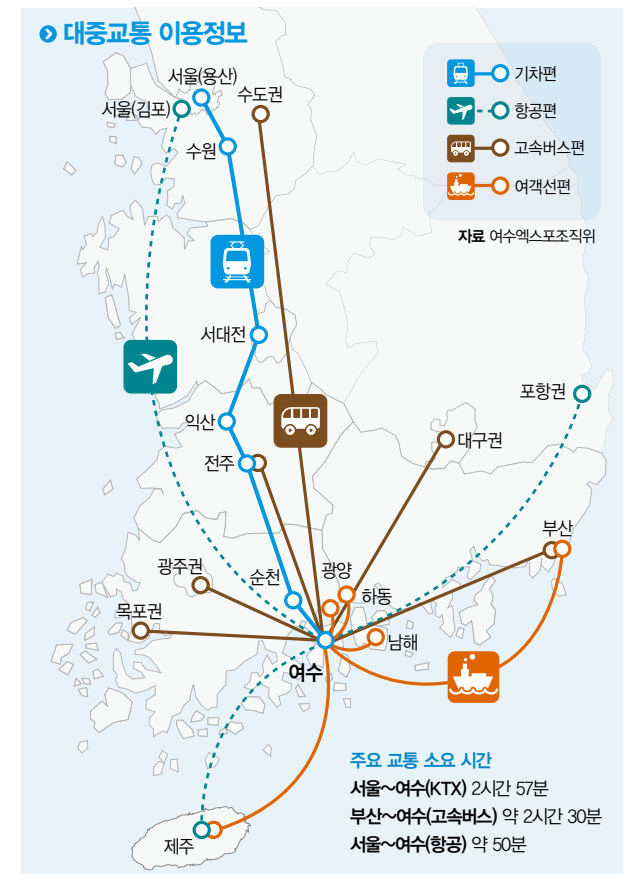 대중교통 이용정보
기차편
항공편
고속버스편
여객선편
자료 여수엑스포조직위
서울(용산)
서울(김포)
수도권
수원
서대전
포항권
익산
대구권
전주
부산
광주권
순천
광양
하동
목포권
남해
여수
제주
주요 교통 소요 시간
서울~여수(KTX) 2시간 57분
부산~여수(고속버스) 약 2시간 30분
서울~여수(항공) 약 50분